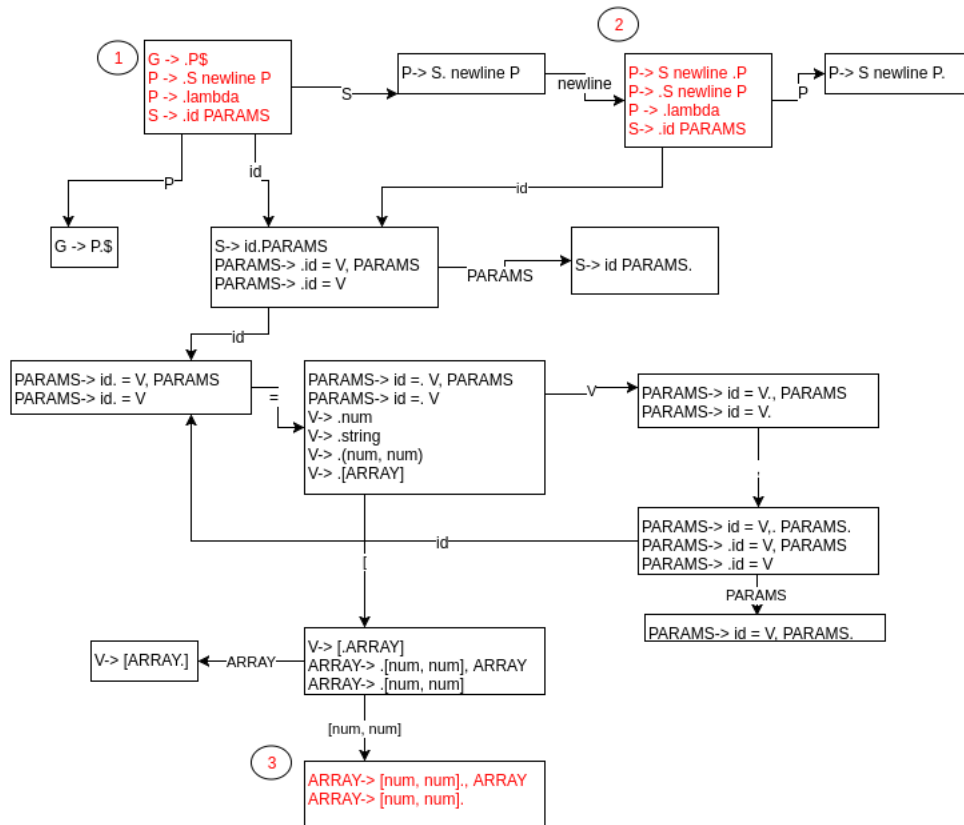 1
G -> .P$
P -> .S newline P
P -> .lambda
S -> .id PARAMS
S
P-> S. newline P
newline
2
P-> S newline .P
P-> .S newline P
P -> .lambda
S-> .id PARAMS
P
P-> S newline P.
P
id
id
G -> P.$
S-> id.PARAMS
PARAMS-> .id = V, PARAMS
PARAMS-> .id = V
PARAMS
S-> id PARAMS.
id
PARAMS-> id. = V, PARAMS
PARAMS-> id. = V
=
PARAMS-> id =. V, PARAMS
PARAMS-> id =. V
V-> .num
V-> .string
V-> .(num, num)
V-> .[ARRAY]
V
PARAMS-> id = V., PARAMS
PARAMS-> id = V.
,
PARAMS-> id = V,. PARAMS.
PARAMS-> .id = V, PARAMS
PARAMS-> .id = V
id
[
PARAMS
PARAMS-> id = V, PARAMS.
V-> [.ARRAY]
ARRAY-> .[num, num], ARRAY
ARRAY-> .[num, num]
ARRAY
V-> [ARRAY.]
[num, num]
3
ARRAY-> [num, num]., ARRAY
ARRAY-> [num, num].